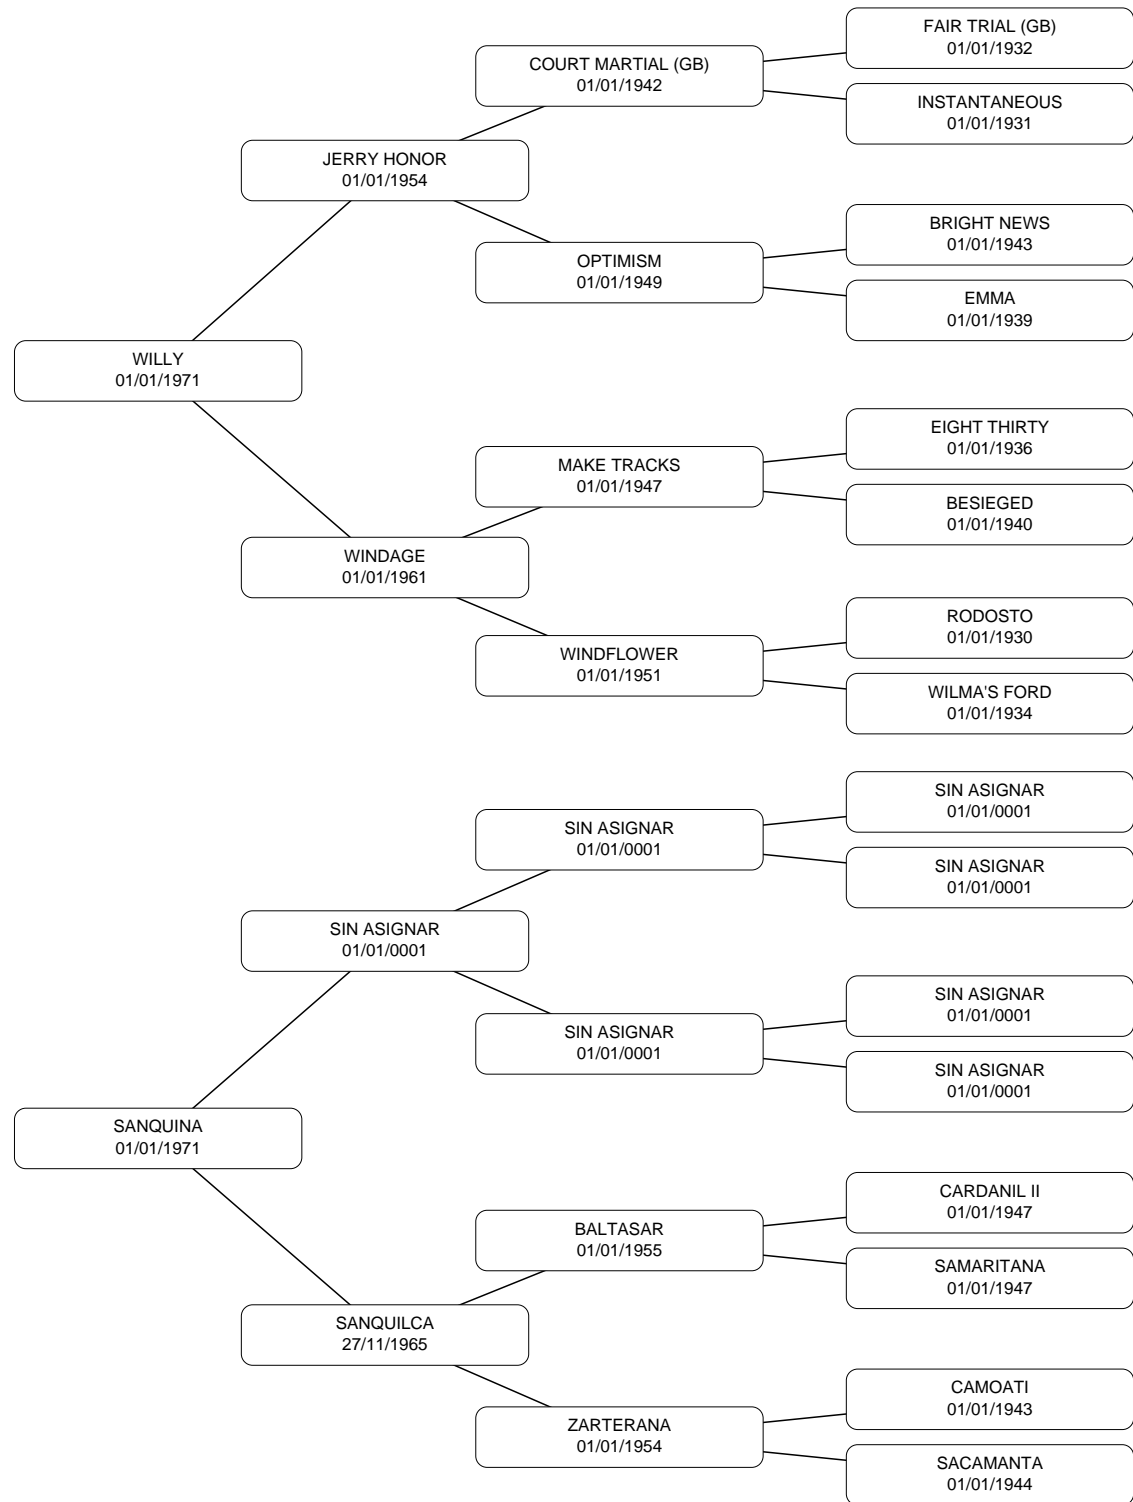 FAIR TRIAL (GB)
01/01/1932
COURT MARTIAL (GB)
01/01/1942
INSTANTANEOUS
01/01/1931
JERRY HONOR
01/01/1954
BRIGHT NEWS
01/01/1943
OPTIMISM
01/01/1949
EMMA
01/01/1939
WILLY
01/01/1971
EIGHT THIRTY
01/01/1936
MAKE TRACKS
01/01/1947
BESIEGED
01/01/1940
WINDAGE
01/01/1961
RODOSTO
01/01/1930
WINDFLOWER
01/01/1951
WILMA'S FORD
01/01/1934
SIN ASIGNAR
01/01/0001
SIN ASIGNAR
01/01/0001
SIN ASIGNAR
01/01/0001
SIN ASIGNAR
01/01/0001
SIN ASIGNAR
01/01/0001
SIN ASIGNAR
01/01/0001
SIN ASIGNAR
01/01/0001
SANQUINA
01/01/1971
CARDANIL II
01/01/1947
BALTASAR
01/01/1955
SAMARITANA
01/01/1947
SANQUILCA
27/11/1965
CAMOATI
01/01/1943
ZARTERANA
01/01/1954
SACAMANTA
01/01/1944